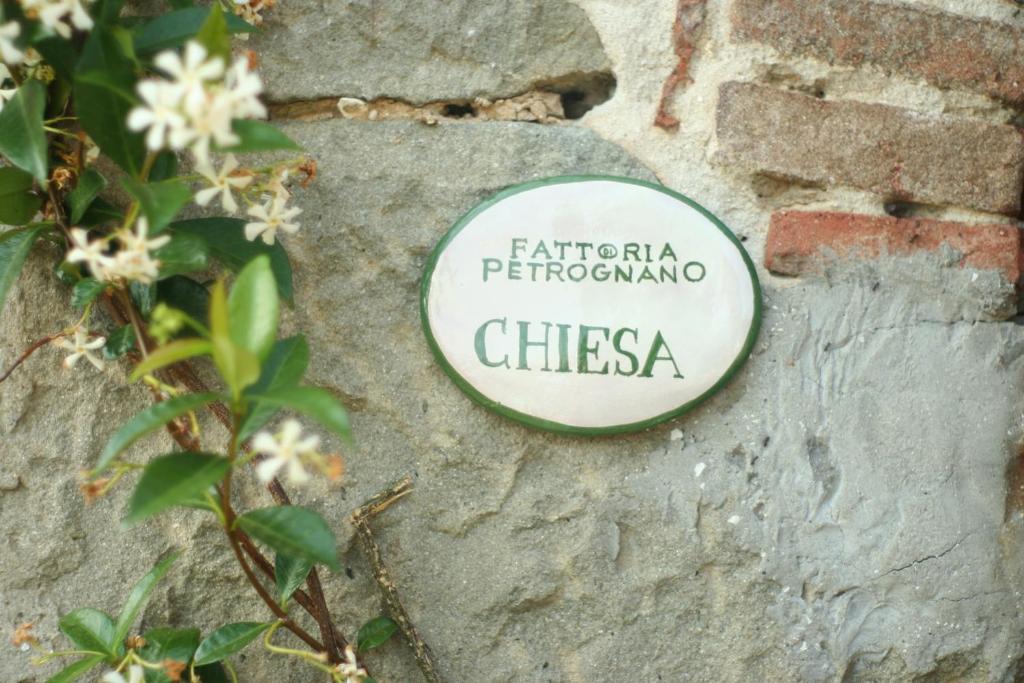 FATTORIA
DI
PETROGNANO
CHIESA